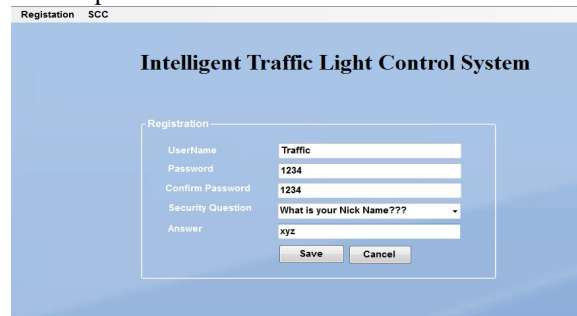 Registation SCC
Intelligent Traffic Light Control System
Registration
UserName Traffic
Password 1234
Confirm Password 1234
Security Question What is your Nick Name???
Answer xyz
Save Cancel